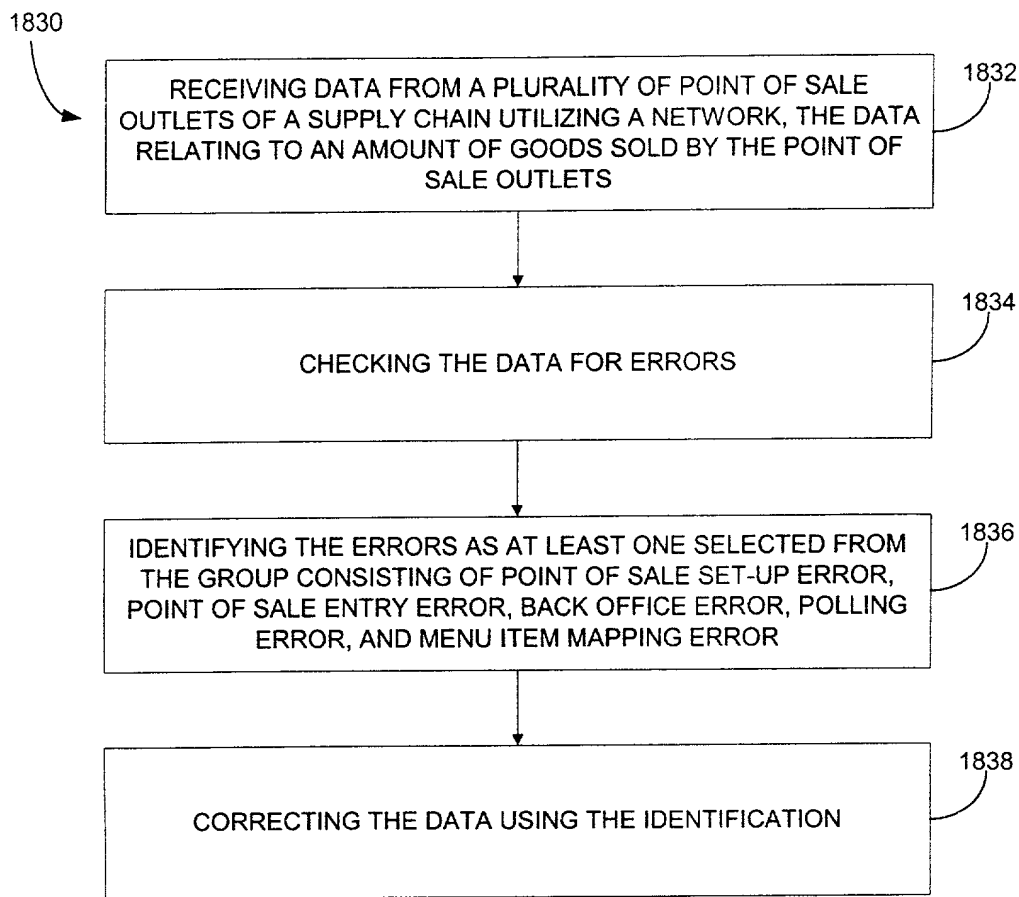 1830
RECEIVING DATA FROM A PLURALITY OF POINT OF SALE
OUTLETS OF A SUPPLY CHAIN UTILIZING A NETWORK, THE DATA
RELATING TO AN AMOUNT OF GOODS SOLD BY THE POINT OF
SALE OUTLETS
1832
CHECKING THE DATA FOR ERRORS
1834
IDENTIFYING THE ERRORS AS AT LEAST ONE SELECTED FROM
THE GROUP CONSISTING OF POINT OF SALE SET-UP ERROR,
POINT OF SALE ENTRY ERROR, BACK OFFICE ERROR, POLLING
ERROR, AND MENU ITEM MAPPING ERROR
1836
CORRECTING THE DATA USING THE IDENTIFICATION
1838